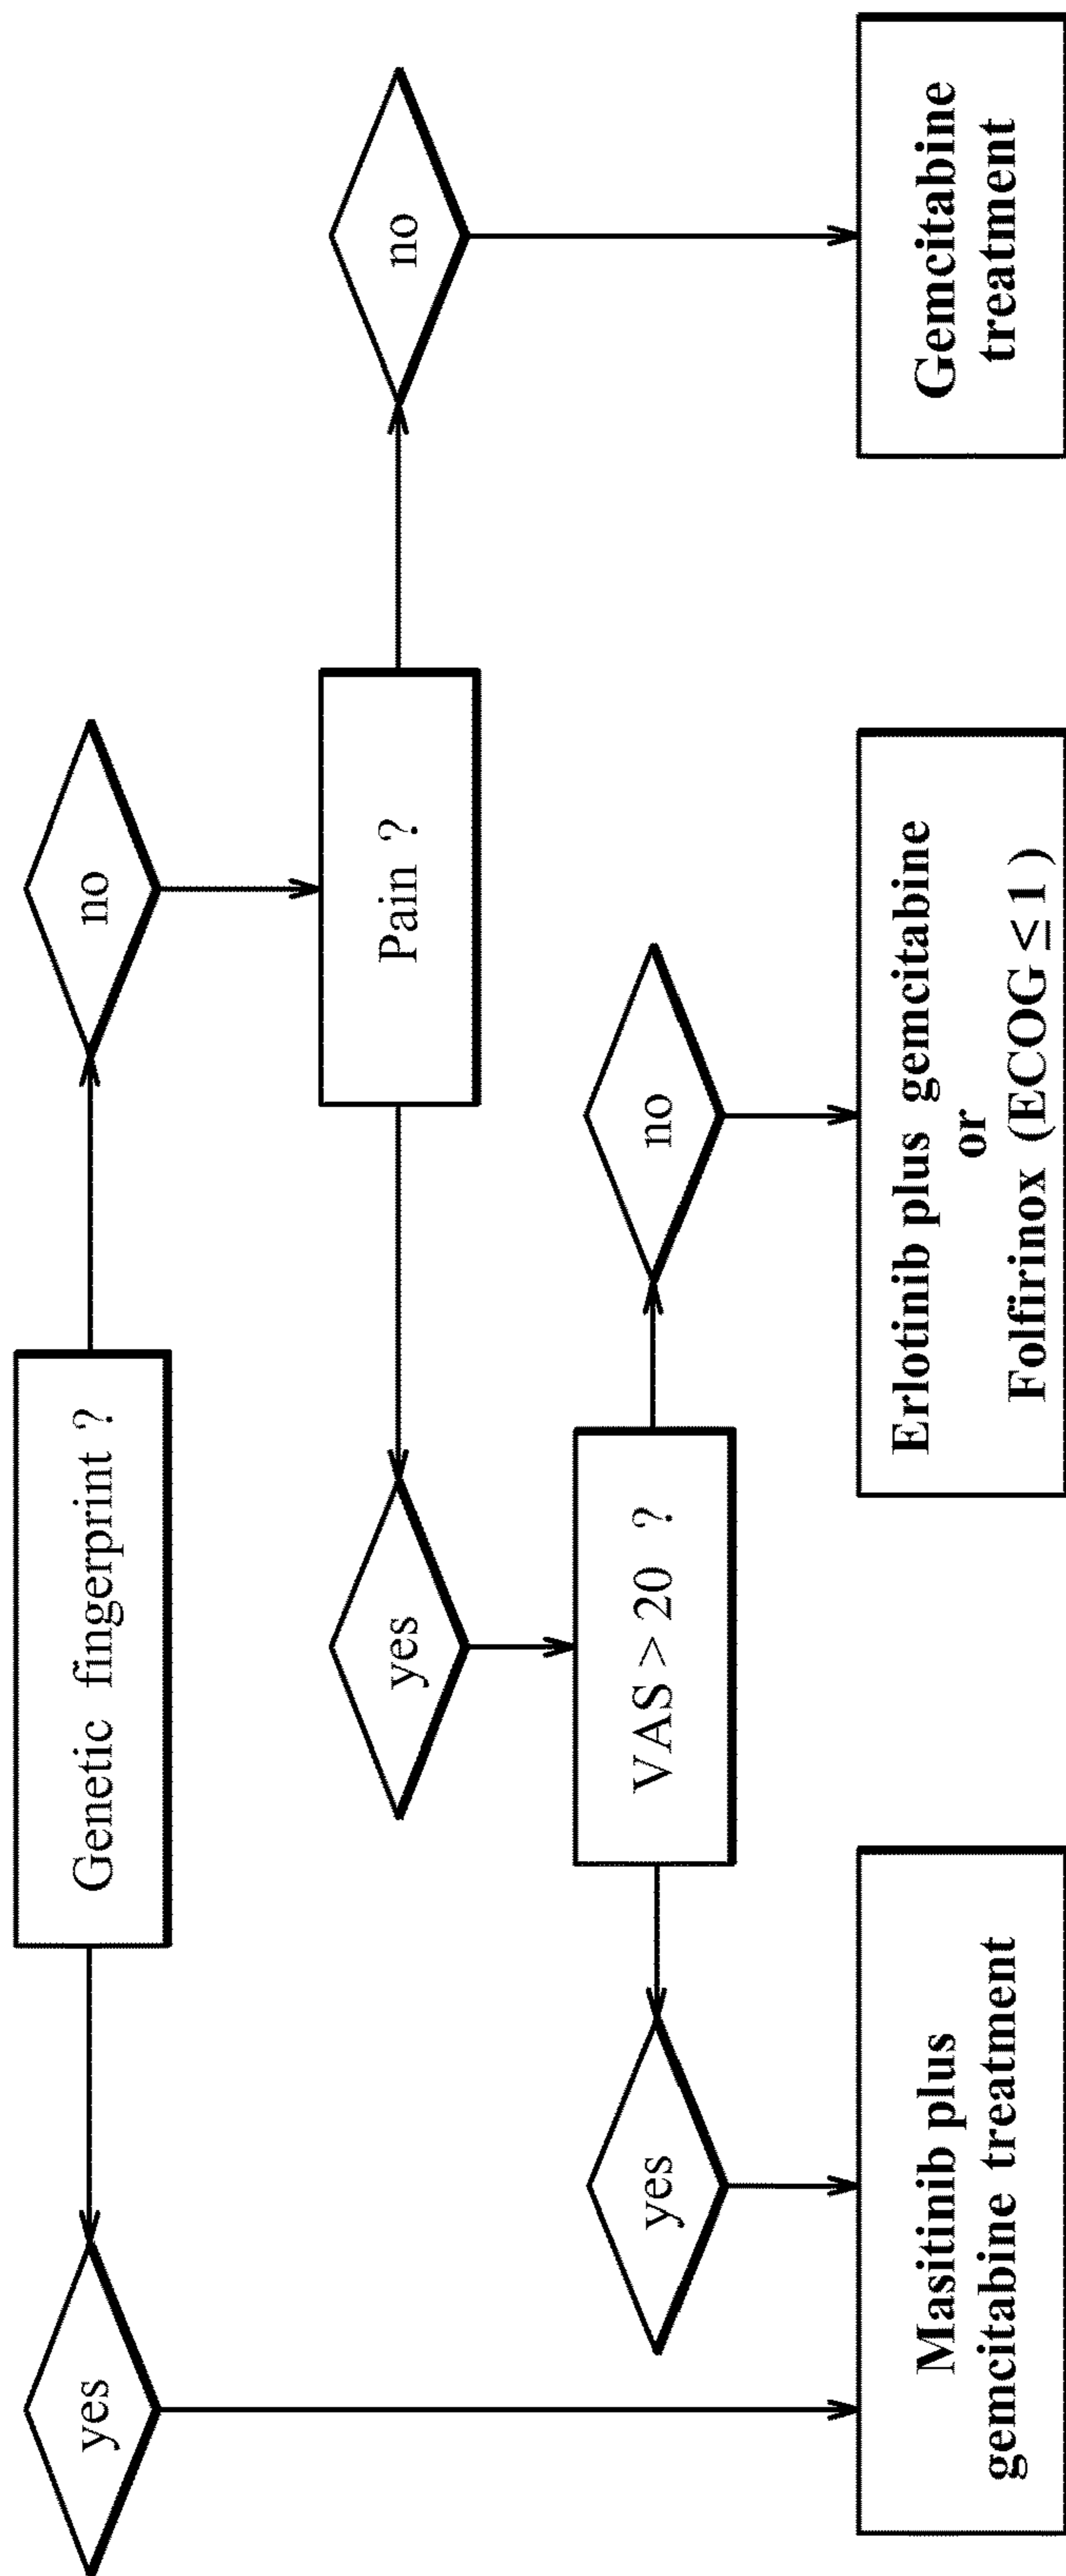 Genetic fingerprint ?
yes
no
Pain ?
yes
no
VAS > 20 ?
yes
no
Masitinib plus
gemcitabine treatment
Erlotinib plus gemcitabine
or
Folfirinox (ECOG ≤ 1 )
Gemcitabine
treatment